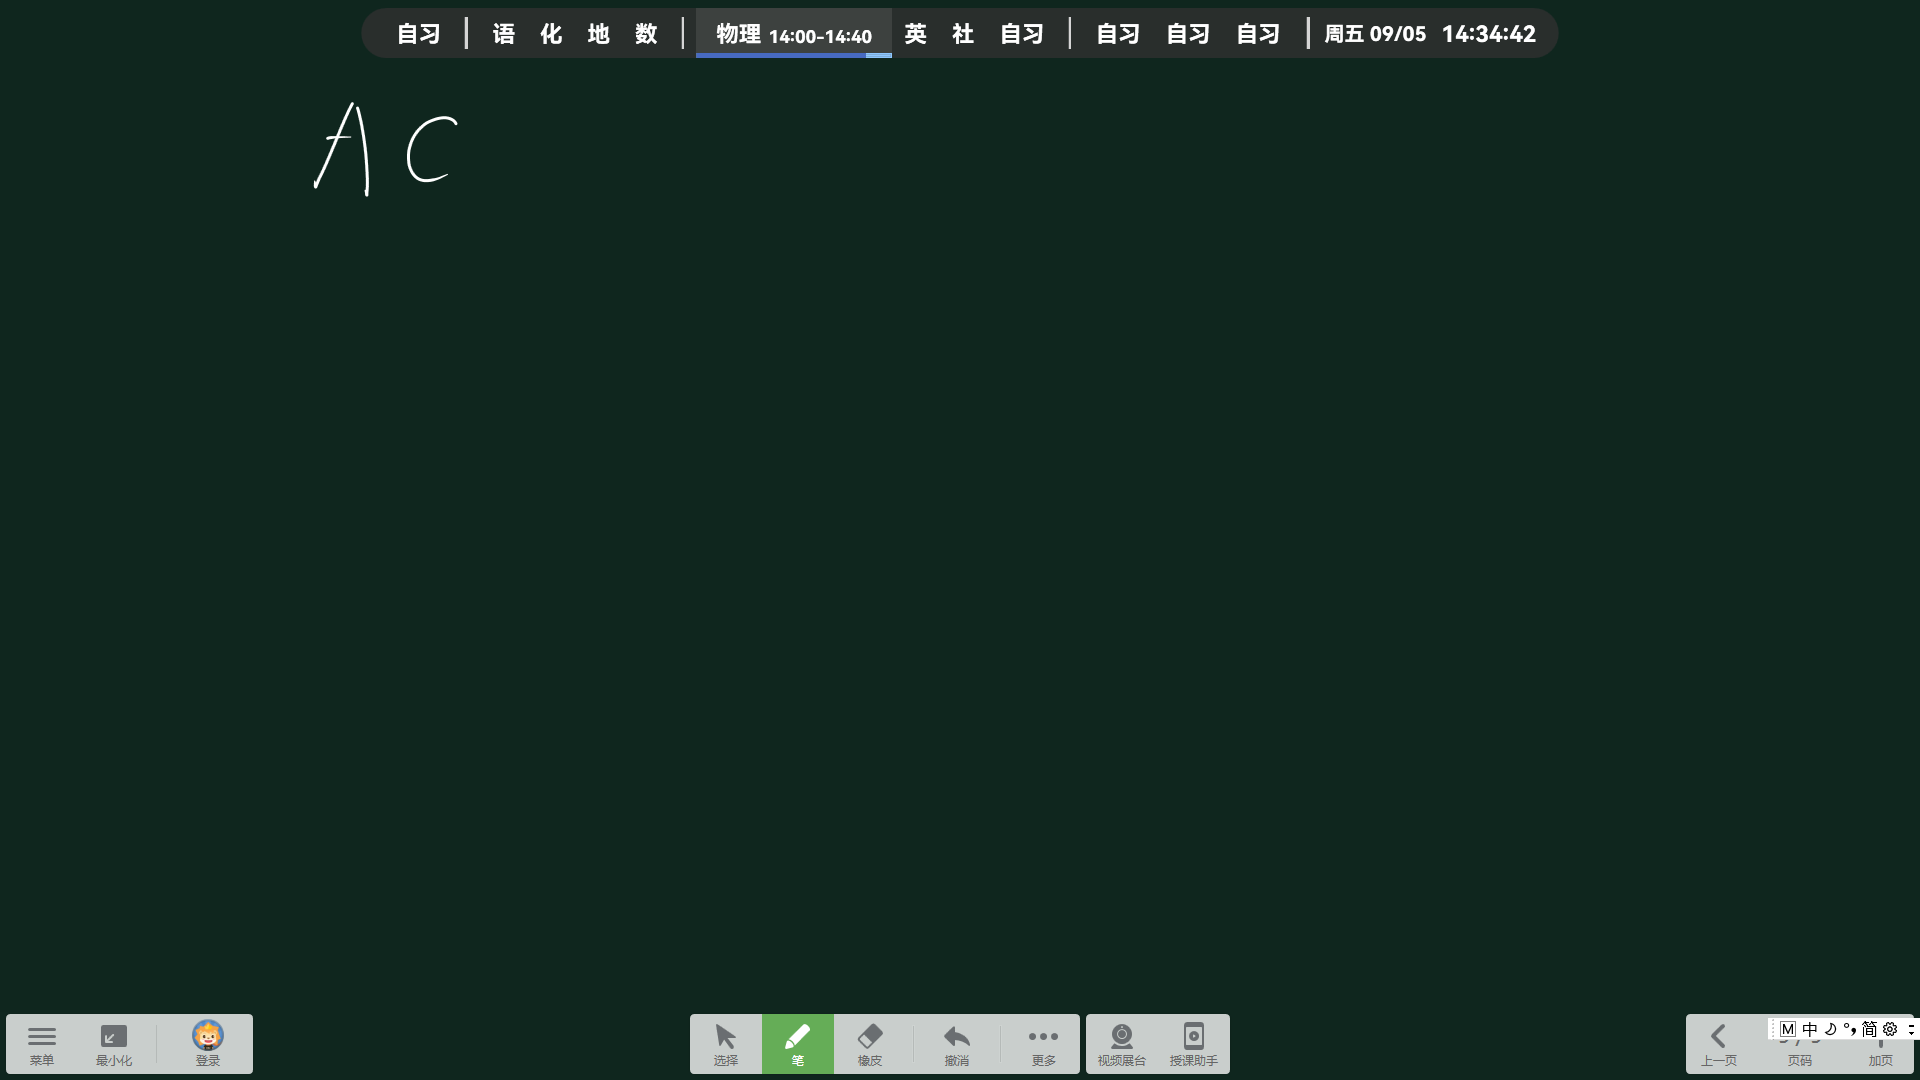 自习 | 语 化 地 数 | 物理 14:00-14:40 英 社 自习 | 自习 自习 自习 | 周五 09/05 14:34:42
A C
M 中 简
菜单 最小化 登录 选择 笔 橡皮 撤消 更多 视频展台 授课助手 上一页 页码 加页